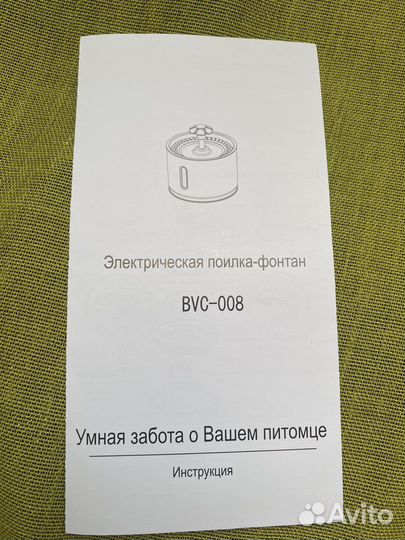 Электрическая поилка-фонтан
BVC-008
Умная забота о Вашем питомце
Инструкция
Avito